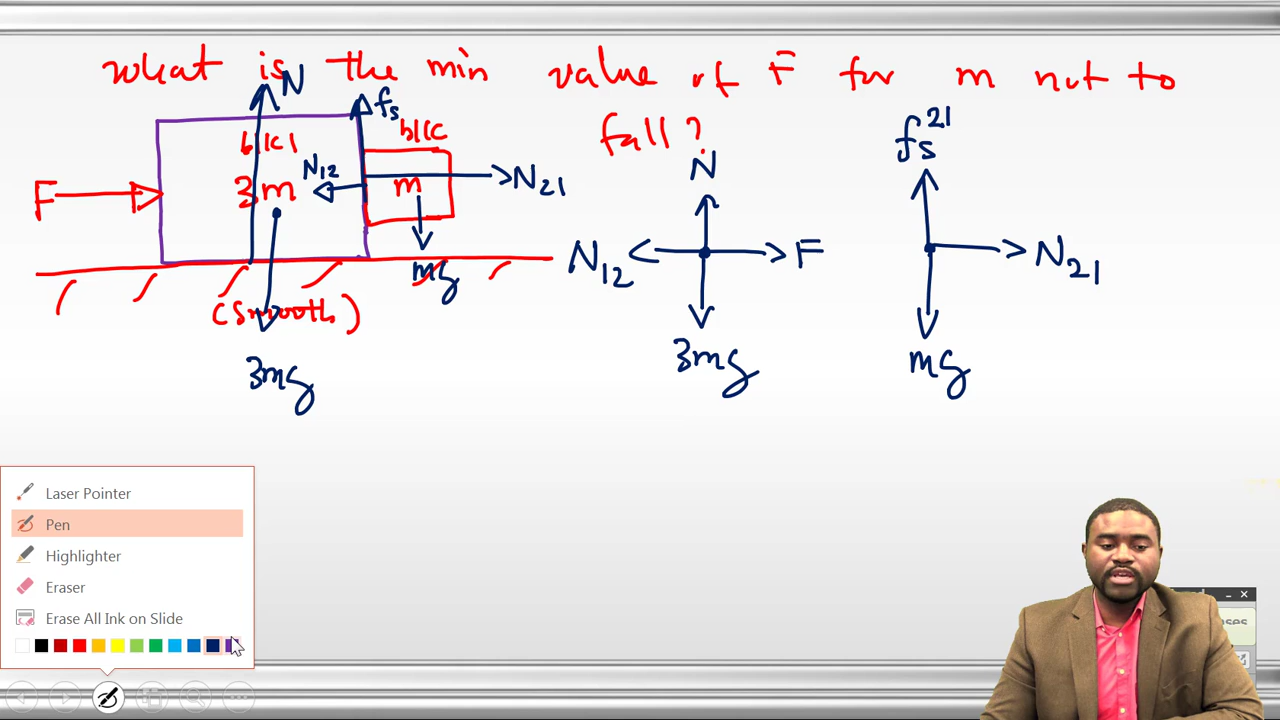 what is the min value of F for m not to
fall?
N
fs
blk1
blk
F
3m
N12
m
N21
mg
(smooth)
3mg
N
N12
F
3mg
fs21
N21
mg
Laser Pointer
Pen
Highlighter
Eraser
Erase All Ink on Slide